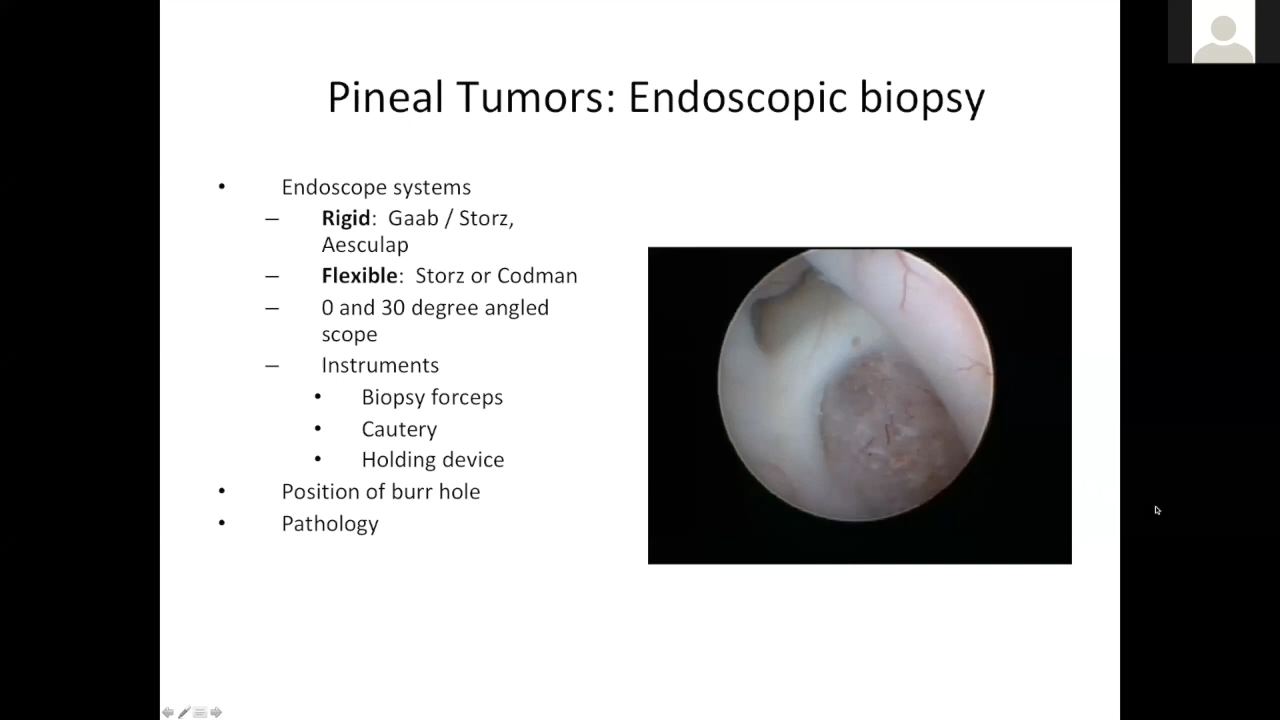 Pineal Tumors: Endoscopic biopsy
• Endoscope systems
– Rigid: Gaab / Storz,
Aesculap
– Flexible: Storz or Codman
– 0 and 30 degree angled
scope
– Instruments
• Biopsy forceps
• Cautery
• Holding device
• Position of burr hole
• Pathology